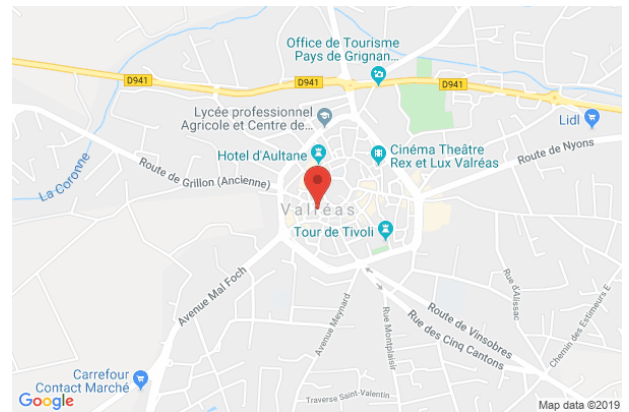 Office de Tourisme
Pays de Grignan...
D941
D941
D941
Lycée professionnel
Agricole et Centre de...
Lidl
Hotel d'Aultane
Cinéma Theâtre
Rex et Lux Valréas
Route de Nyons
La Coronne
Route de Grillon (Ancienne)
Valréas
Tour de Tivoli
Avenue Mal Foch
Rue d'Alissac
Chemin des Estimeurs E
Avenue Meynard
Rue Montplaisir
Route de Vinsobres
Rue des Cinq Cantons
Carrefour
Contact Marché
Traverse Saint-Valentin
Google
Map data ©2019